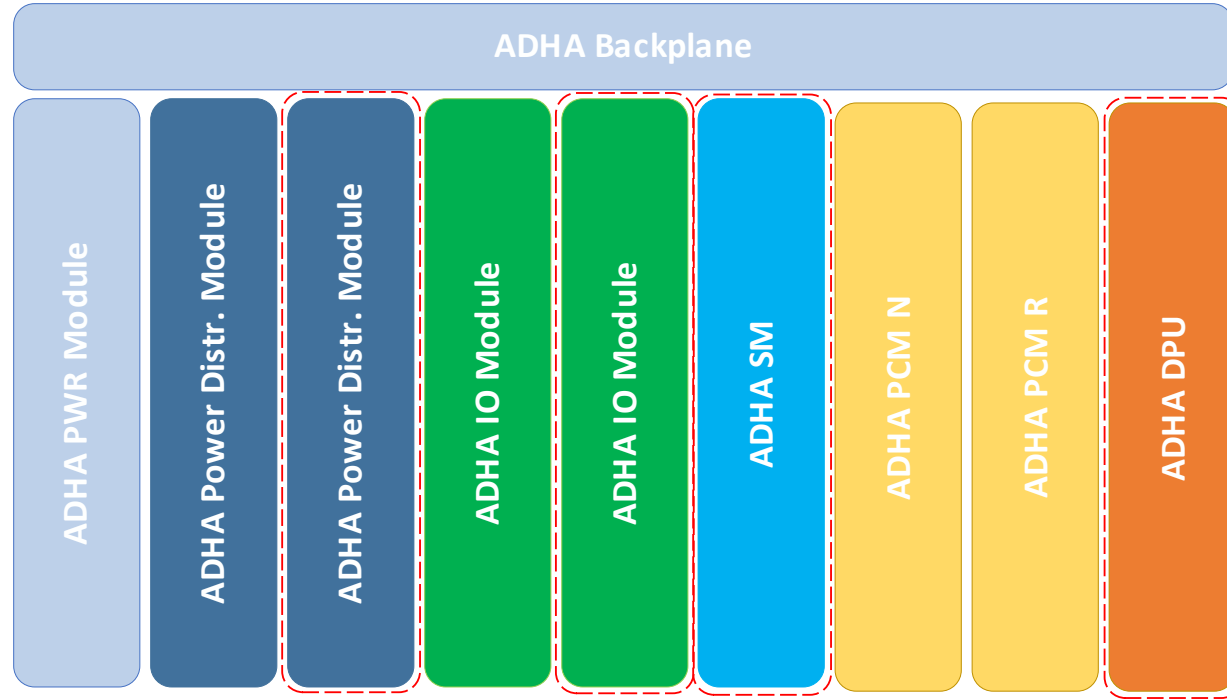 ADHA Backplane
ADHA PWR Module
ADHA Power Distr. Module
ADHA Power Distr. Module
ADHA IO Module
ADHA IO Module
ADHA SM
ADHA PCM N
ADHA PCM R
ADHA DPU